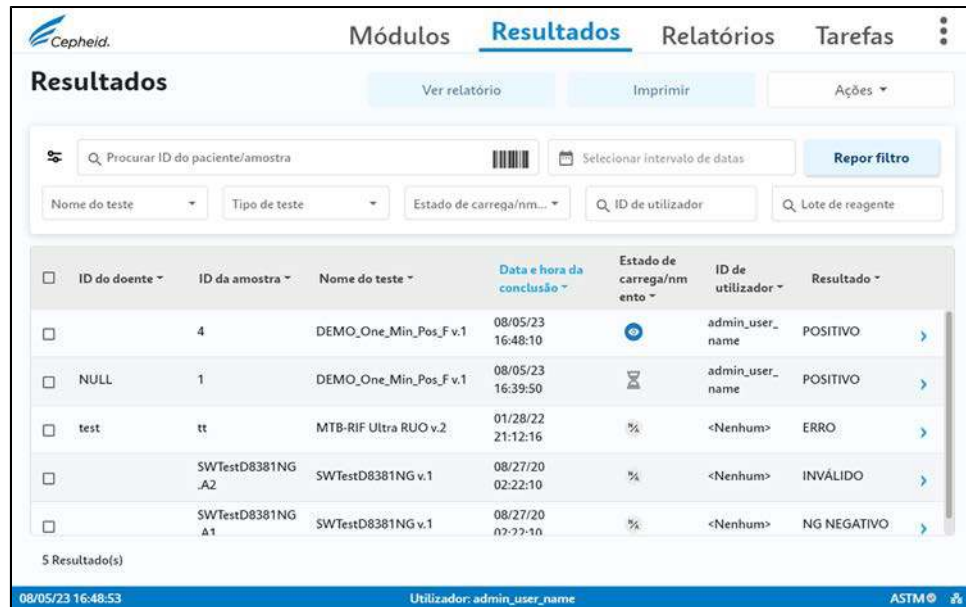 Cepheid.
Módulos Resultados Relatórios Tarefas
Resultados
Ver relatório Imprimir Ações
Procurar ID do paciente/amostra Selecionar intervalo de datas Repor filtro
Nome do teste Tipo de teste Estado de carrega/nm... ID de utilizador Lote de reagente
ID do doente ID da amostra Nome do teste Data e hora da conclusão Estado de carrega/nmento ID de utilizador Resultado
4 DEMO_One_Min_Pos_F v.1 08/05/23 16:48:10 admin_user_name POSITIVO
NULL 1 DEMO_One_Min_Pos_F v.1 08/05/23 16:39:50 admin_user_name POSITIVO
test tt MTB-RIF Ultra RUO v.2 01/28/22 21:12:16 N/A <Nenhum> ERRO
SWTestD8381NG.A2 SWTestD8381NG v.1 08/27/20 02:22:10 N/A <Nenhum> INVÁLIDO
SWTestD8381NG.A1 SWTestD8381NG v.1 08/27/20 02:22:10 N/A <Nenhum> NG NEGATIVO
5 Resultado(s)
08/05/23 16:48:53 Utilizador: admin_user_name ASTM